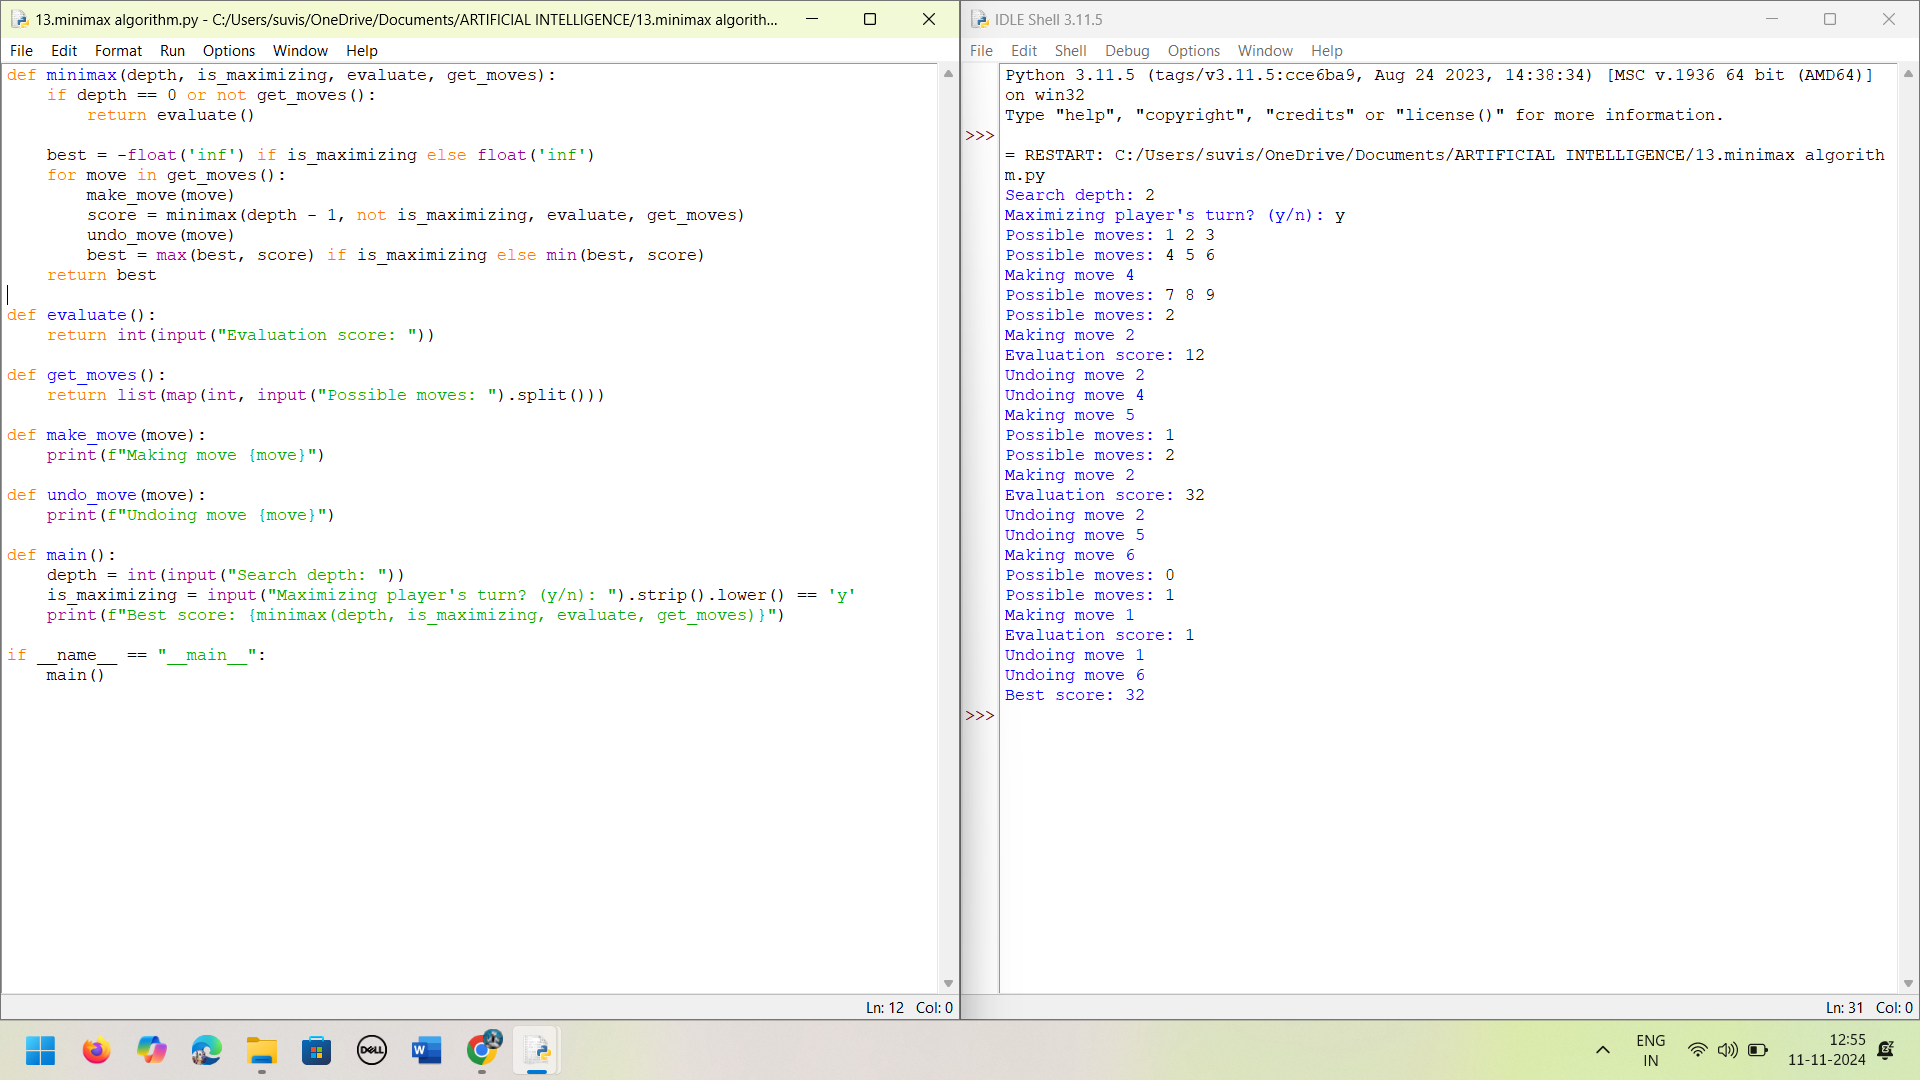 13.minimax algorithm.py - C:/Users/suvis/OneDrive/Documents/ARTIFICIAL INTELLIGENCE/13.minimax algorith...
File Edit Format Run Options Window Help
def minimax(depth, is_maximizing, evaluate, get_moves):
    if depth == 0 or not get_moves():
        return evaluate()

    best = -float('inf') if is_maximizing else float('inf')
    for move in get_moves():
        make_move(move)
        score = minimax(depth - 1, not is_maximizing, evaluate, get_moves)
        undo_move(move)
        best = max(best, score) if is_maximizing else min(best, score)
    return best

def evaluate():
    return int(input("Evaluation score: "))

def get_moves():
    return list(map(int, input("Possible moves: ").split()))

def make_move(move):
    print(f"Making move {move}")

def undo_move(move):
    print(f"Undoing move {move}")

def main():
    depth = int(input("Search depth: "))
    is_maximizing = input("Maximizing player's turn? (y/n): ").strip().lower() == 'y'
    print(f"Best score: {minimax(depth, is_maximizing, evaluate, get_moves)}")

if __name__ == "__main__":
    main()
Ln: 12 Col: 0
IDLE Shell 3.11.5
File Edit Shell Debug Options Window Help
Python 3.11.5 (tags/v3.11.5:cce6ba9, Aug 24 2023, 14:38:34) [MSC v.1936 64 bit (AMD64)]
on win32
Type "help", "copyright", "credits" or "license()" for more information.
>>>
= RESTART: C:/Users/suvis/OneDrive/Documents/ARTIFICIAL INTELLIGENCE/13.minimax algorith
m.py
Search depth: 2
Maximizing player's turn? (y/n): y
Possible moves: 1 2 3
Possible moves: 4 5 6
Making move 4
Possible moves: 7 8 9
Possible moves: 2
Making move 2
Evaluation score: 12
Undoing move 2
Undoing move 4
Making move 5
Possible moves: 1
Possible moves: 2
Making move 2
Evaluation score: 32
Undoing move 2
Undoing move 5
Making move 6
Possible moves: 0
Possible moves: 1
Making move 1
Evaluation score: 1
Undoing move 1
Undoing move 6
Best score: 32
>>>
Ln: 31 Col: 0
DELL
W
ENG
IN
12:55
11-11-2024